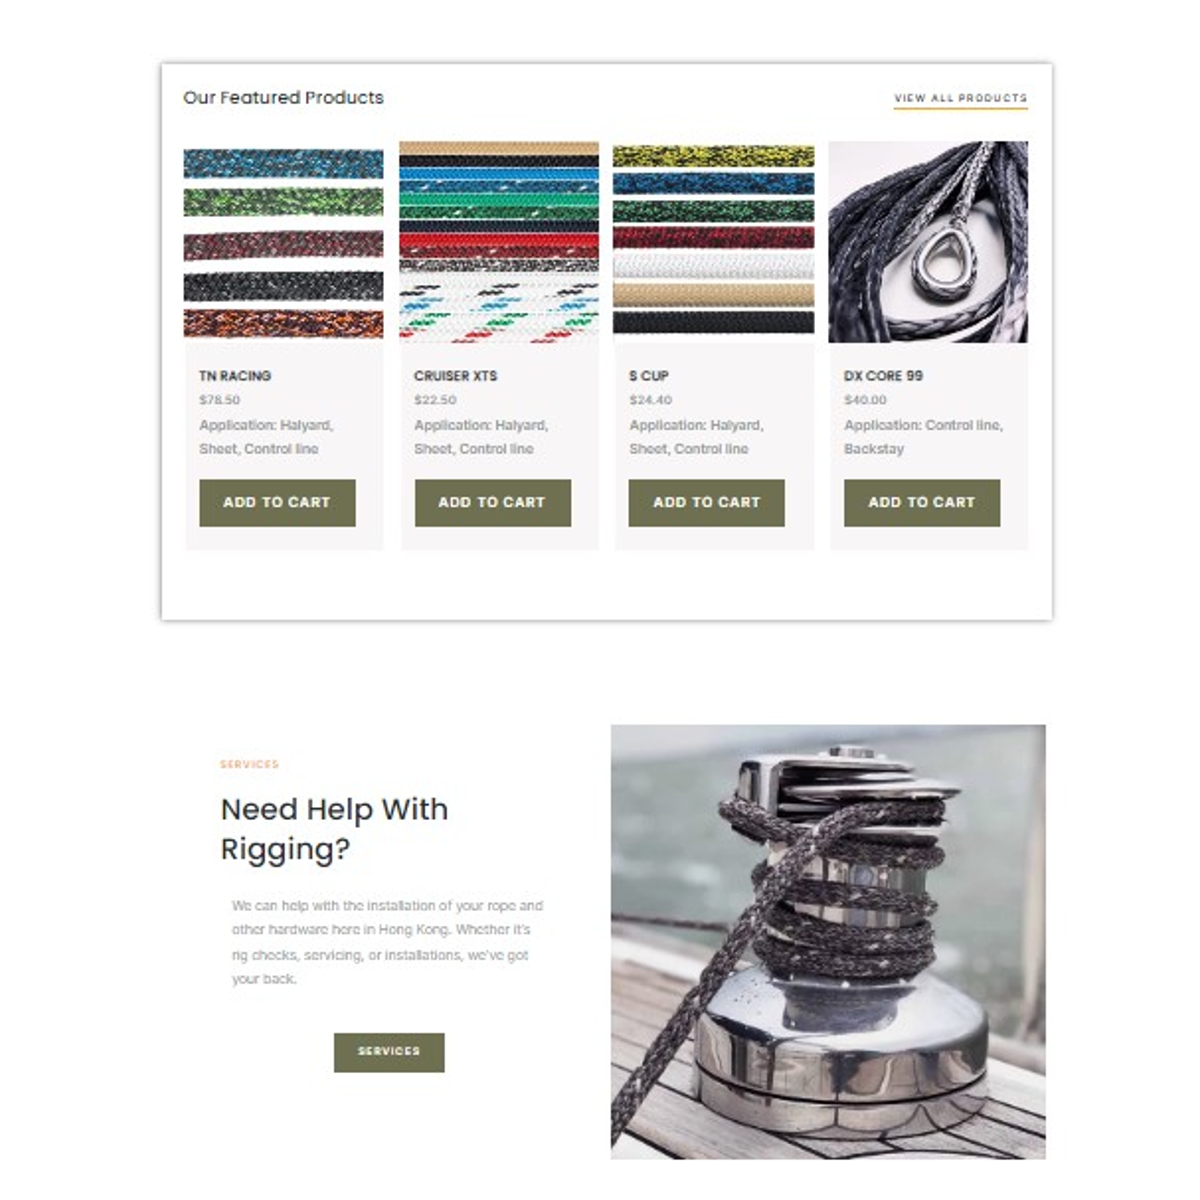 Our Featured Products
VIEW ALL PRODUCTS
TN RACING
$78.50
Application: Halyard,
Sheet, Control line
ADD TO CART
CRUISER XTS
$22.50
Application: Halyard,
Sheet, Control line
ADD TO CART
S CUP
$24.40
Application: Halyard,
Sheet, Control line
ADD TO CART
DX CORE 99
$40.00
Application: Control line,
Backstay
ADD TO CART
SERVICES
Need Help With
Rigging?
We can help with the installation of your rope and
other hardware here in Hong Kong. Whether it's
rig checks, servicing, or installations, we've got
your back.
SERVICES